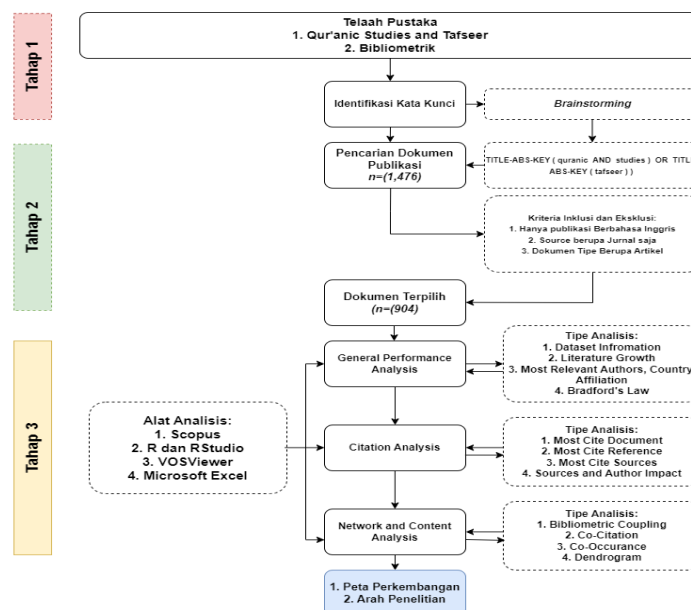 Tahap 1
Telaah Pustaka
1. Qur'anic Studies and Tafseer
2. Bibliometrik
Identifikasi Kata Kunci
Brainstorming
Tahap 2
Pencarian Dokumen
Publikasi
n=(1,476)
TITLE-ABS-KEY ( quranic AND studies ) OR TITL
ABS-KEY ( tafseer ) )
Kriteria Inklusi dan Eksklusi:
1. Hanya publikasi Berbahasa Inggris
2. Source berupa Jurnal saja
3. Dokumen Tipe Berupa Artikel
Dokumen Terpilih
(n=(904)
Tahap 3
General Performance
Analysis
Tipe Analisis:
1. Dataset Infromation
2. Literature Growth
3. Most Relevant Authors, Country
Affiliation
4. Bradford's Law
Alat Analisis:
1. Scopus
2. R dan RStudio
3. VOSViewer
4. Microsoft Excel
Citation Analysis
Tipe Analisis:
1. Most Cite Document
2. Most Cite Reference
3. Most Cite Sources
4. Sources and Author Impact
Network and Content
Analysis
Tipe Analisis:
1. Bibliometric Coupling
2. Co-Citation
3. Co-Occurance
4. Dendrogram
1. Peta Perkembangan
2. Arah Penelitian